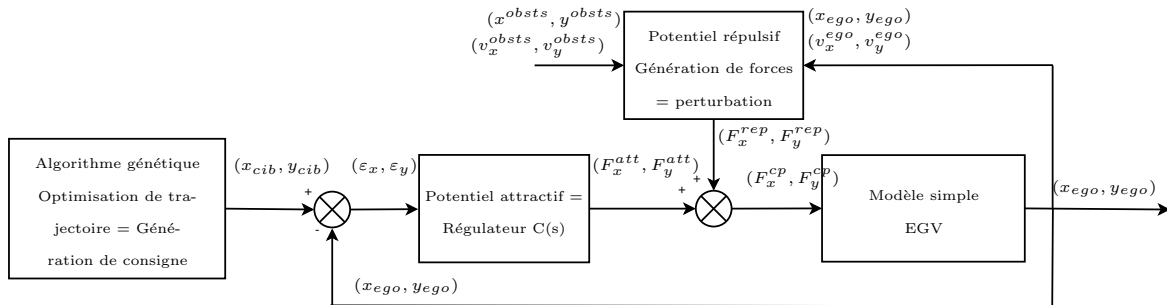 (x^{obsts}, y^{obsts})
(v_x^{obsts}, v_y^{obsts})
Potentiel répulsif
Génération de forces
= perturbation
(x_{ego}, y_{ego})
(v_x^{ego}, v_y^{ego})
(F_x^{rep}, F_y^{rep})
Algorithme génétique
Optimisation de tra-
jectoire = Géné-
ration de consigne
(x_{cib}, y_{cib})
+
-
(ε_x, ε_y)
Potentiel attractif =
Régulateur C(s)
(F_x^{att}, F_y^{att})
+
+
(F_x^{cp}, F_y^{cp})
Modèle simple
EGV
(x_{ego}, y_{ego})
(x_{ego}, y_{ego})